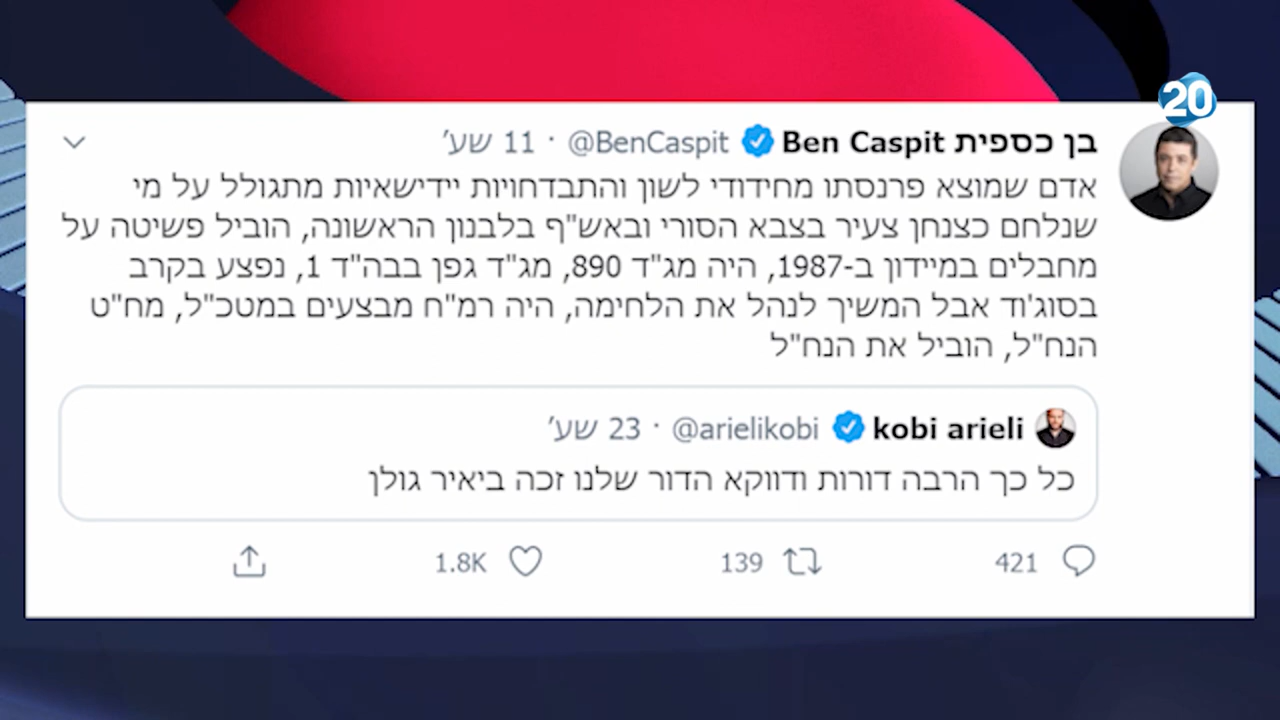 20
בן כספית Ben Caspit @BenCaspit · 11 שע'
אדם שמוצא פרנסתו מחידודי לשון והתבדחויות יידישאיות מתגולל על מי
שנלחם כצנחן צעיר בצבא הסורי ובאש"ף בלבנון הראשונה, הוביל פשיטה על
מחבלים במיידון ב-1987, היה מג"ד 890, מג"ד גפן בבה"ד 1, נפצע בקרב
בסוג'וד אבל המשיך לנהל את הלחימה, היה רמ"ח מבצעים במטכ"ל, מח"ט
הנח"ל, הוביל את הנח"ל
kobi arieli @arielikobi · 23 שע'
כל כך הרבה דורות ודווקא הדור שלנו זכה ביאיר גולן
421 139 1.8K